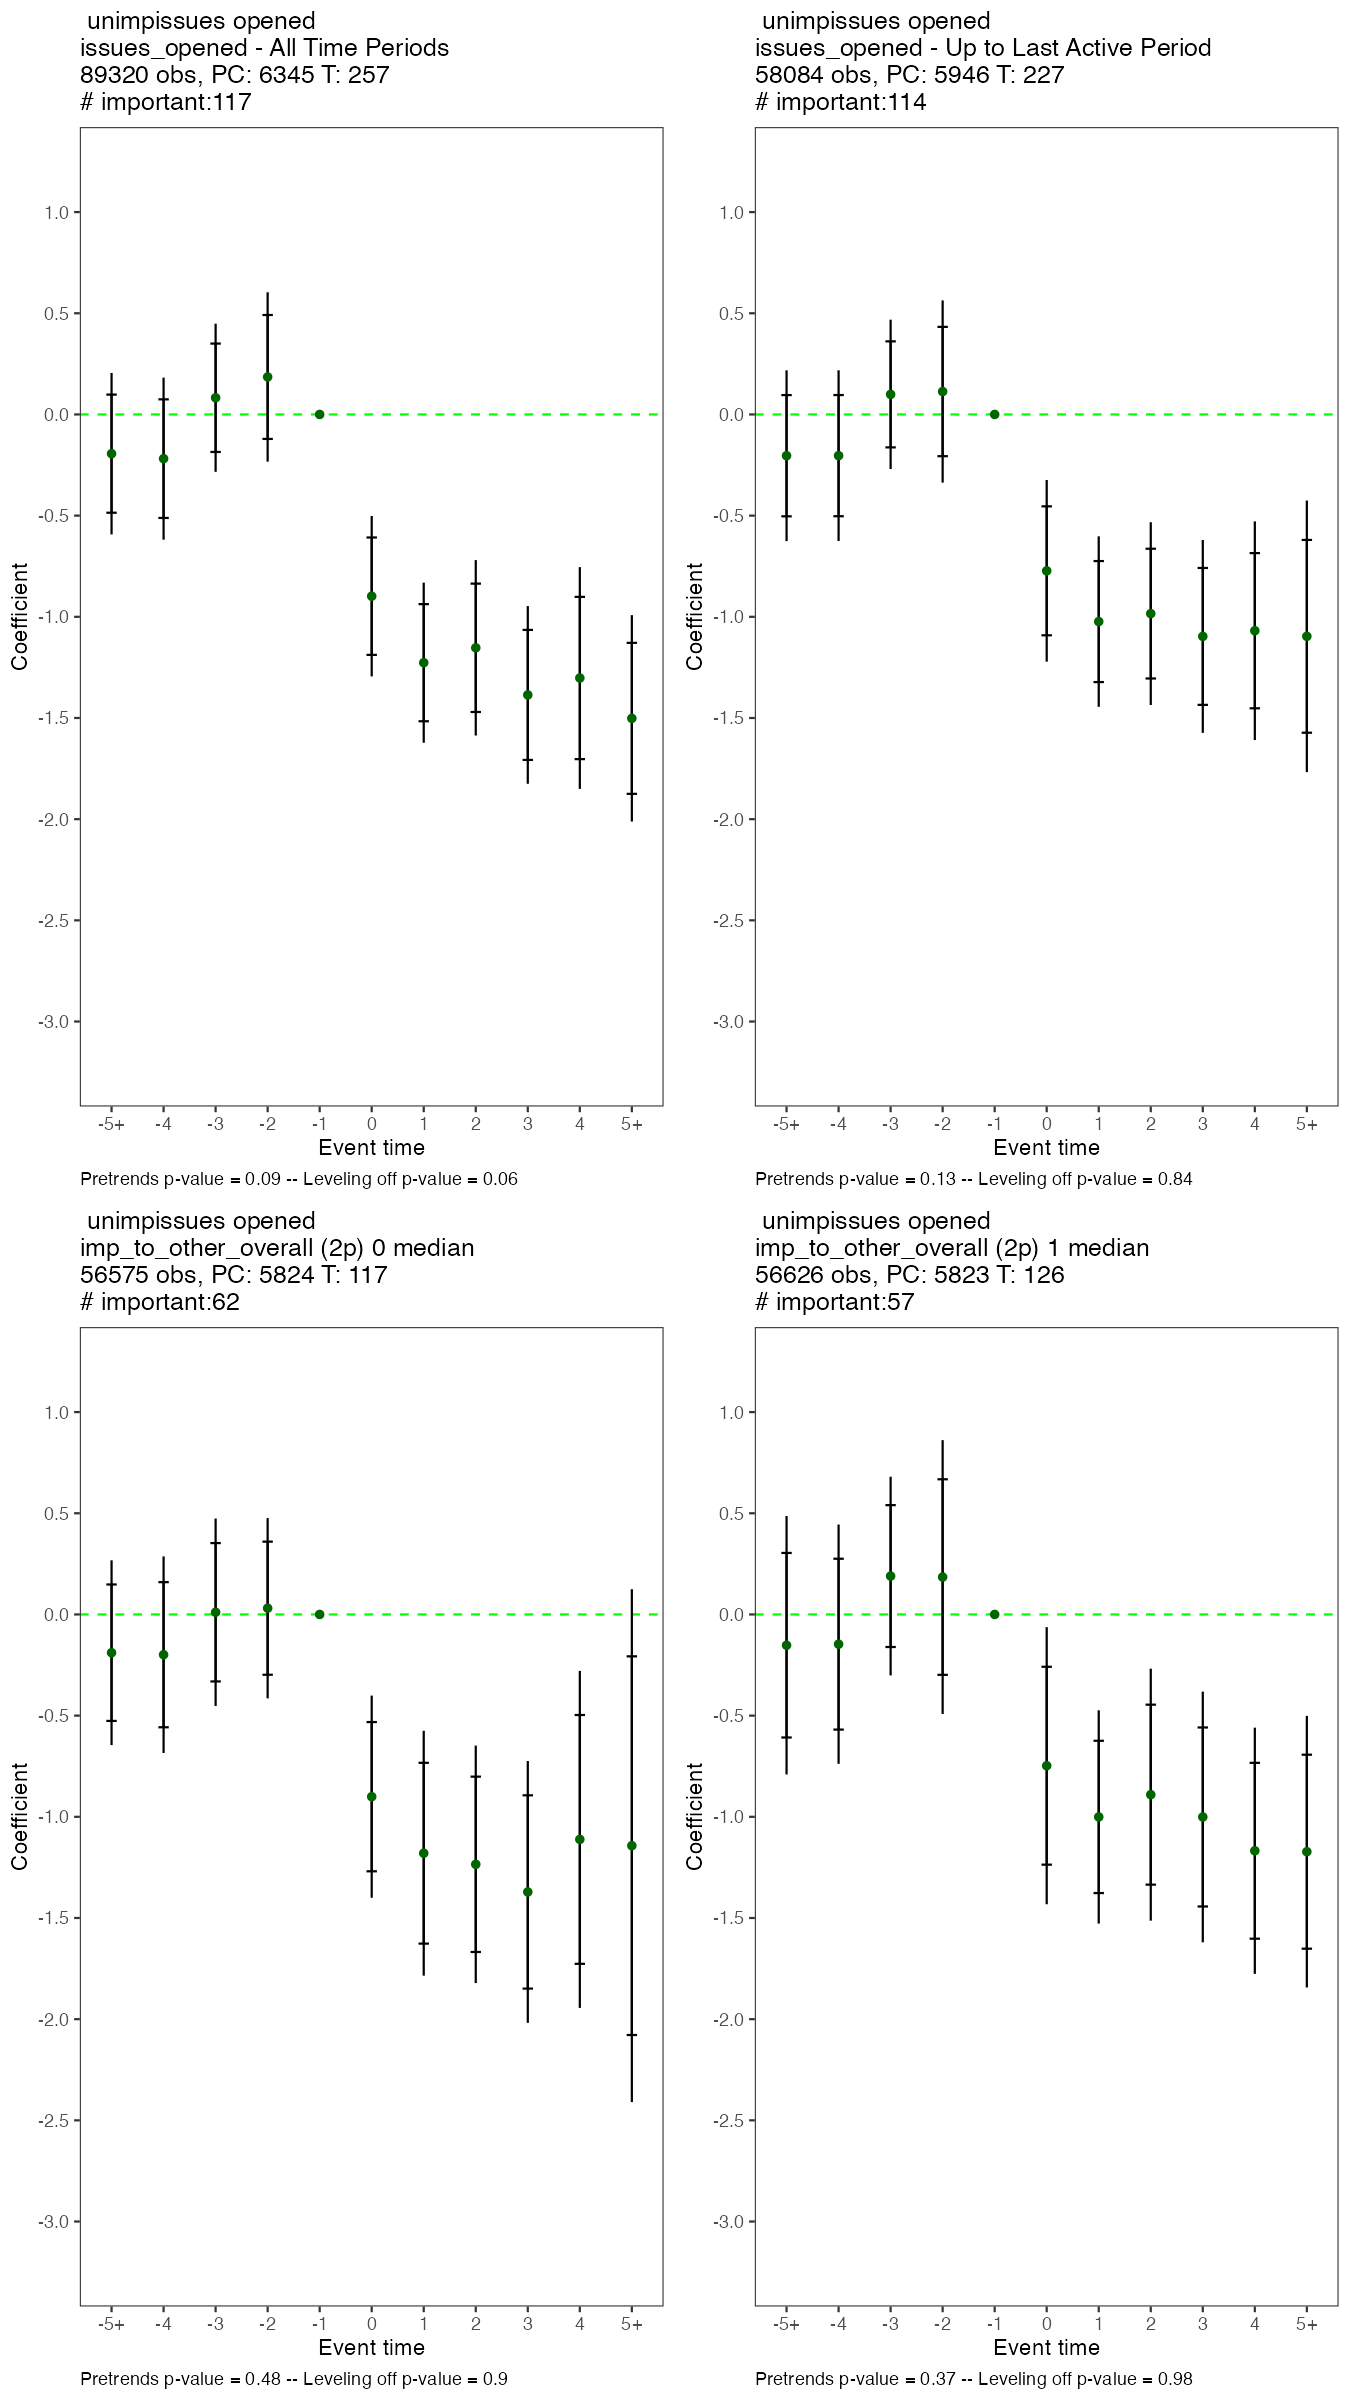 unimpissues opened
issues_opened - All Time Periods
89320 obs, PC: 6345 T: 257
# important:117
1.0
0.5
0.0
-0.5
-1.0
-1.5
-2.0
-2.5
-3.0
Coefficient
-5+ -4 -3 -2 -1 0 1 2 3 4 5+
Event time
Pretrends p-value = 0.09 -- Leveling off p-value = 0.06
unimpissues opened
issues_opened - Up to Last Active Period
58084 obs, PC: 5946 T: 227
# important:114
1.0
0.5
0.0
-0.5
-1.0
-1.5
-2.0
-2.5
-3.0
Coefficient
-5+ -4 -3 -2 -1 0 1 2 3 4 5+
Event time
Pretrends p-value = 0.13 -- Leveling off p-value = 0.84
unimpissues opened
imp_to_other_overall (2p) 0 median
56575 obs, PC: 5824 T: 117
# important:62
1.0
0.5
0.0
-0.5
-1.0
-1.5
-2.0
-2.5
-3.0
Coefficient
-5+ -4 -3 -2 -1 0 1 2 3 4 5+
Event time
Pretrends p-value = 0.48 -- Leveling off p-value = 0.9
unimpissues opened
imp_to_other_overall (2p) 1 median
56626 obs, PC: 5823 T: 126
# important:57
1.0
0.5
0.0
-0.5
-1.0
-1.5
-2.0
-2.5
-3.0
Coefficient
-5+ -4 -3 -2 -1 0 1 2 3 4 5+
Event time
Pretrends p-value = 0.37 -- Leveling off p-value = 0.98